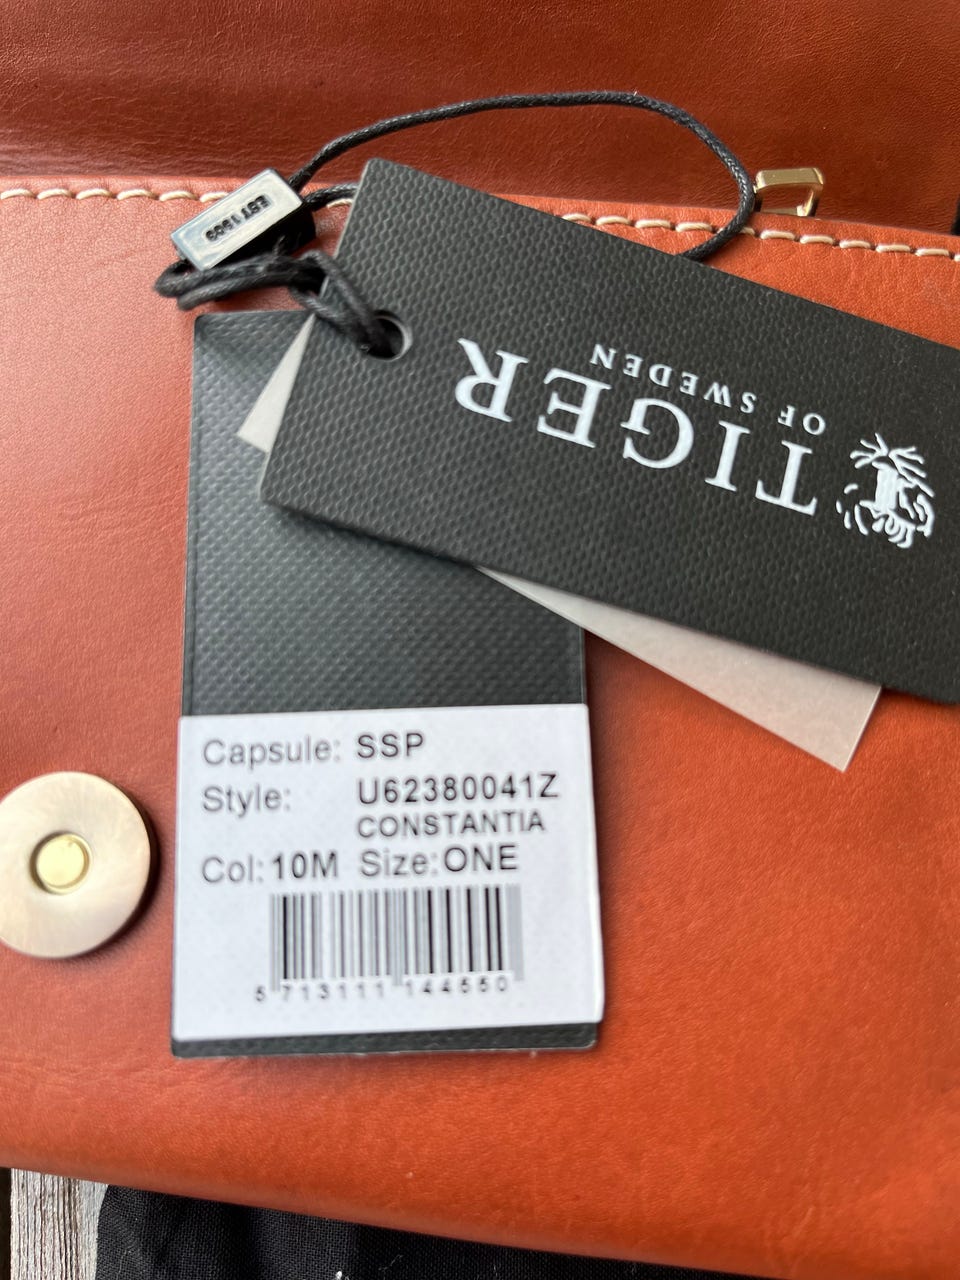 EST 1903
TIGER
OF SWEDEN
Capsule: SSP
Style: U62380041Z
CONSTANTIA
Col: 10M Size: ONE
5 713111 144550